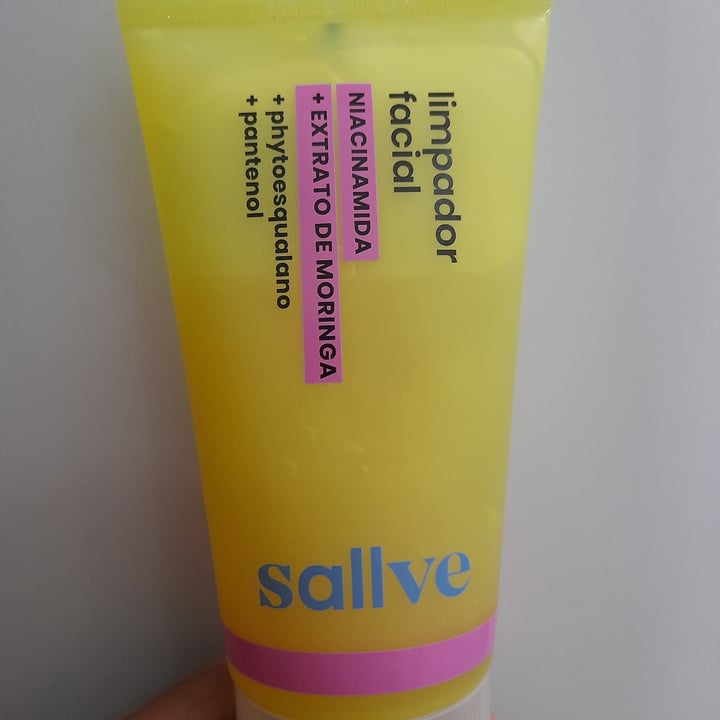 limpador
facial
NIACINAMIDA
+ EXTRATO DE MORINGA
+ phytoesqualano
+ pantenol
sallve